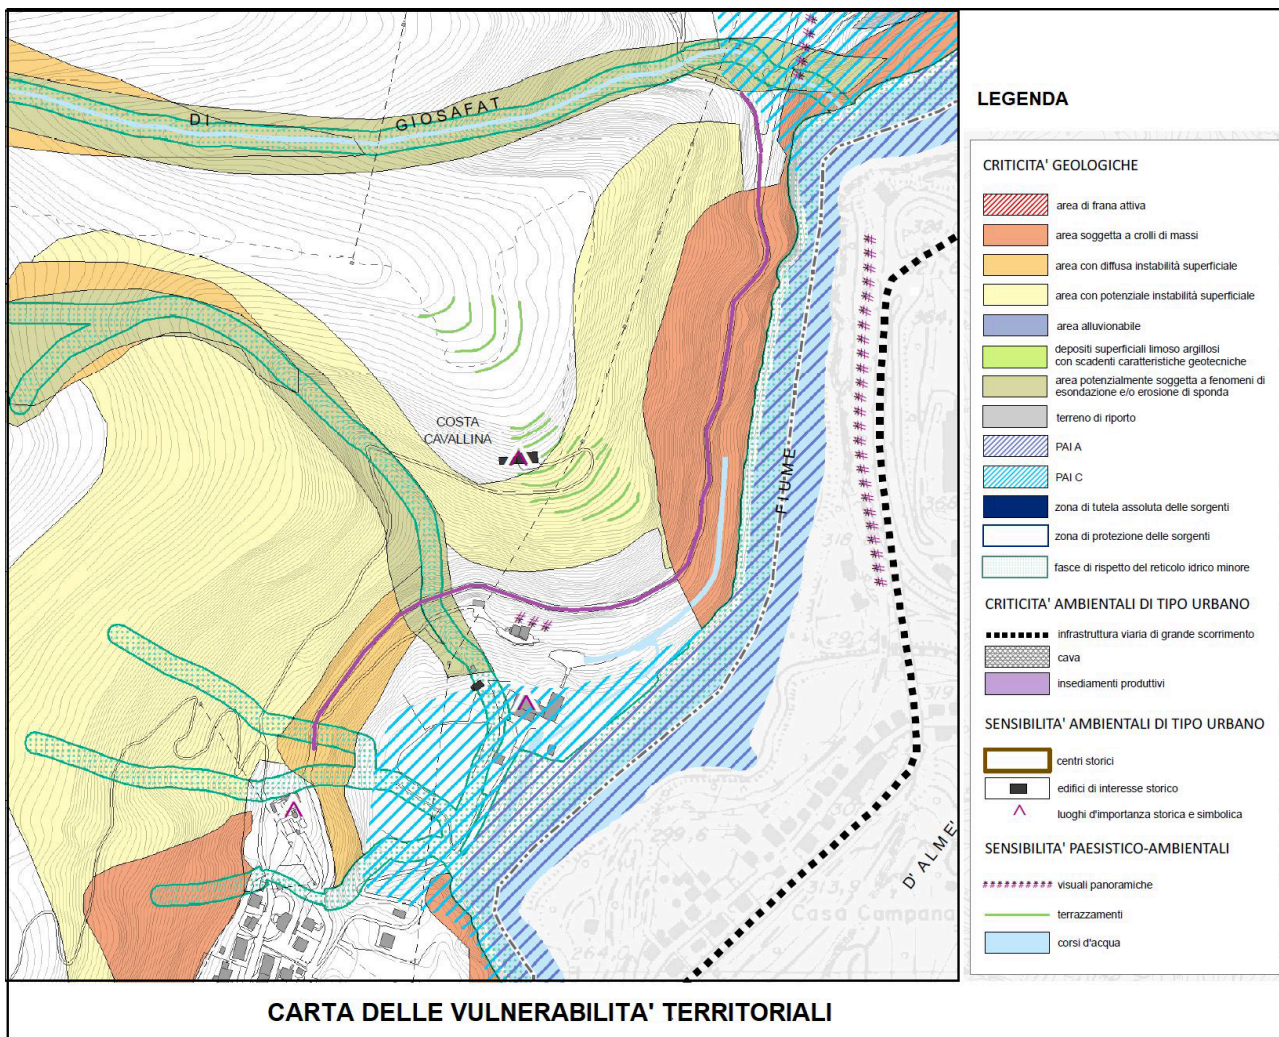 DI
GIOSAFAT
COSTA
CAVALLINA
FIUME
318
364,
299 6
264,
D' ALME'
Casa Campana
LEGENDA
CRITICITA' GEOLOGICHE
area di frana attiva
area soggetta a crolli di massi
area con diffusa instabilità superficiale
area con potenziale instabilità superficiale
area alluvionabile
depositi superficiali limoso argillosi
con scadenti caratteristiche geotecniche
area potenzialmente soggetta a fenomeni di
esondazione e/o erosione di sponda
terreno di riporto
PAI A
PAI C
zona di tutela assoluta delle sorgenti
zona di protezione delle sorgenti
fasce di rispetto del reticolo idrico minore
CRITICITA' AMBIENTALI DI TIPO URBANO
infrastruttura viaria di grande scorrimento
cava
insediamenti produttivi
SENSIBILITA' AMBIENTALI DI TIPO URBANO
centri storici
edifici di interesse storico
luoghi d'importanza storica e simbolica
SENSIBILITA' PAESISTICO-AMBIENTALI
visuali panoramiche
terrazzamenti
corsi d'acqua
CARTA DELLE VULNERABILITA' TERRITORIALI